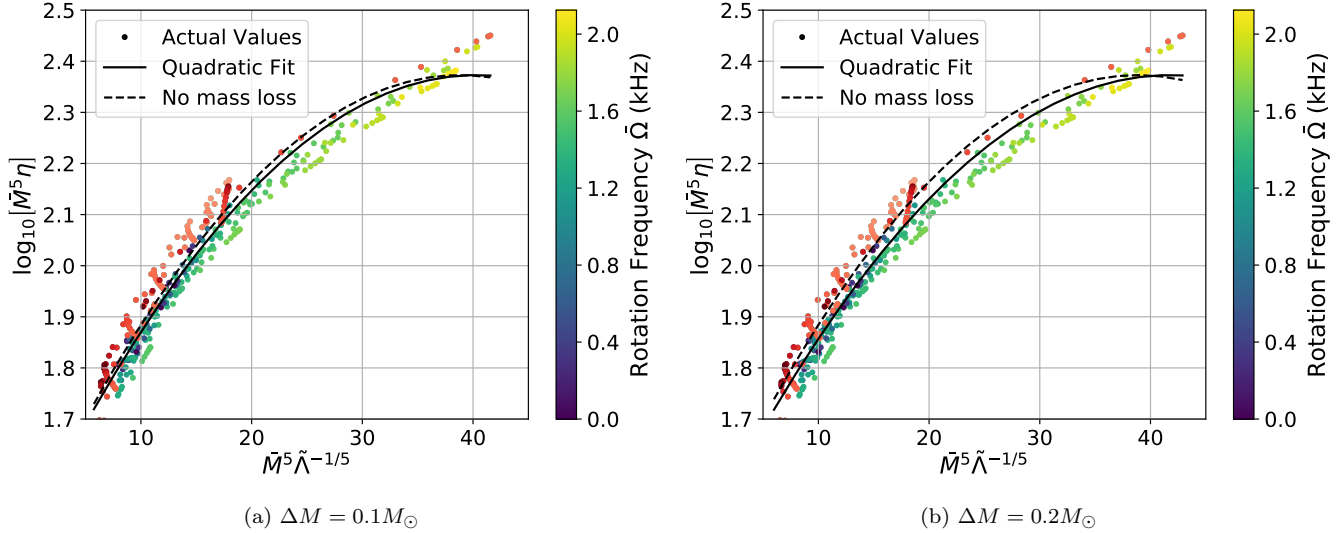 2.5
2.4
2.3
2.2
2.1
2.0
1.9
1.8
1.7
log₁₀[M̄⁵η]
Actual Values
Quadratic Fit
No mass loss
10 20 30 40
M̄⁵Λ̃⁻¹/⁵
2.0
1.6
1.2
0.8
0.4
0.0
Rotation Frequency Ω̄ (kHz)
(a) ΔM = 0.1M⊙
2.5
2.4
2.3
2.2
2.1
2.0
1.9
1.8
1.7
log₁₀[M̄⁵η]
Actual Values
Quadratic Fit
No mass loss
10 20 30 40
M̄⁵Λ̃⁻¹/⁵
2.0
1.6
1.2
0.8
0.4
0.0
Rotation Frequency Ω̄ (kHz)
(b) ΔM = 0.2M⊙